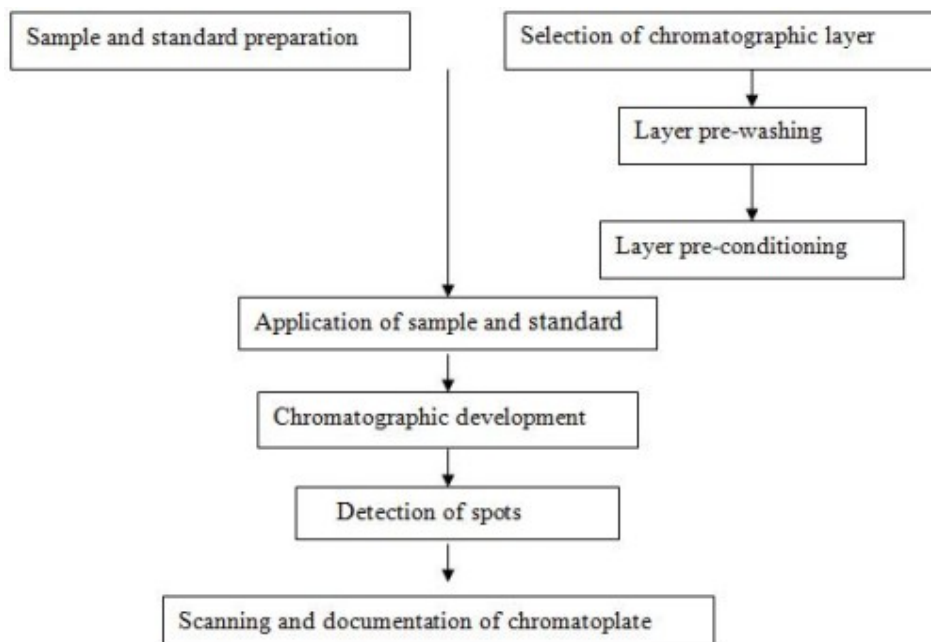 Sample and standard preparation
Selection of chromatographic layer
Layer pre-washing
Layer pre-conditioning
Application of sample and standard
Chromatographic development
Detection of spots
Scanning and documentation of chromatoplate